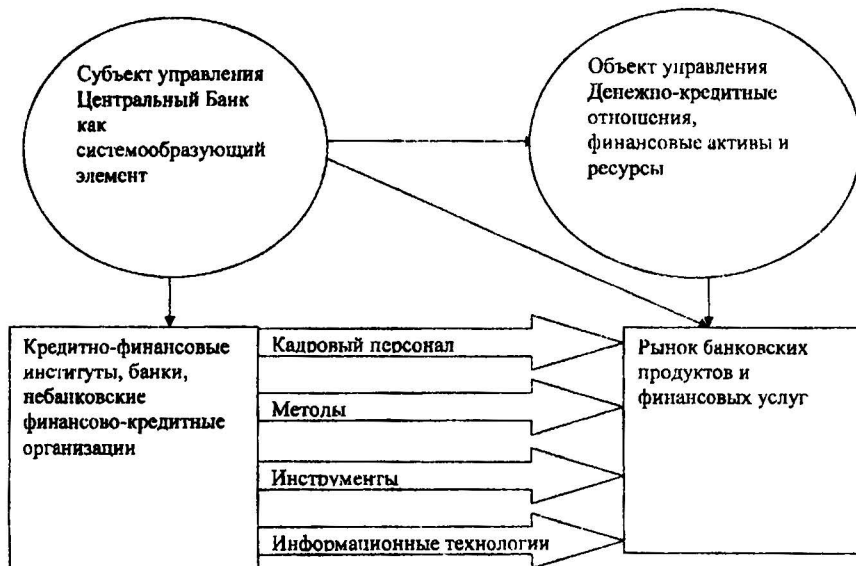 Субъект управления
Центральный Банк
как
системообразующий
элемент
Объект управления
Денежно-кредитные
отношения,
финансовые активы и
ресурсы
Кредитно-финансовые
институты, банки,
небанковские
финансово-кредитные
организации
Кадровый персонал
Методы
Инструменты
Информационные технологии
Рынок банковских
продуктов и
финансовых услуг